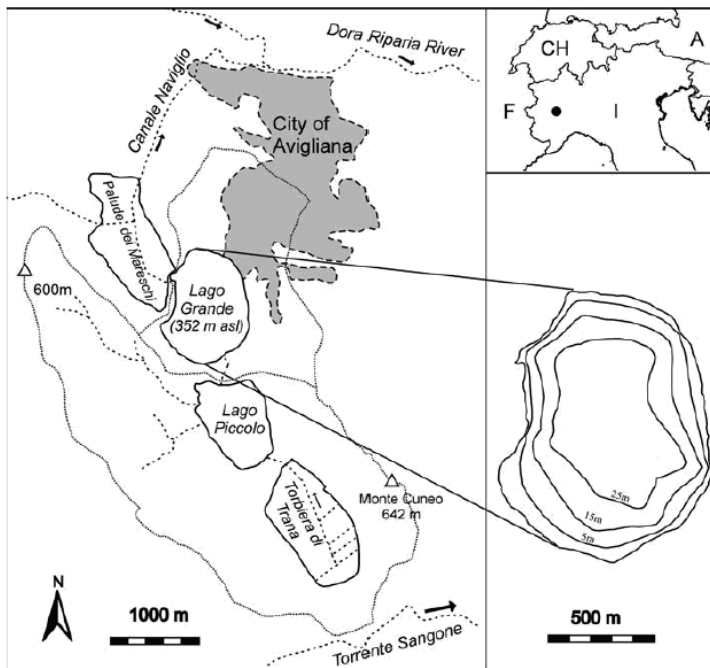 Dora Riparia River
Canale Naviglio
City of
Avigliana
Palude dei Mareschi
600m
Lago
Grande
(352 m asl)
Lago
Piccolo
Torbiera di
Trana
Monte Cuneo
642 m
N
1000 m
Torrente Sangone
CH
A
F
I
25m
15m
5m
500 m